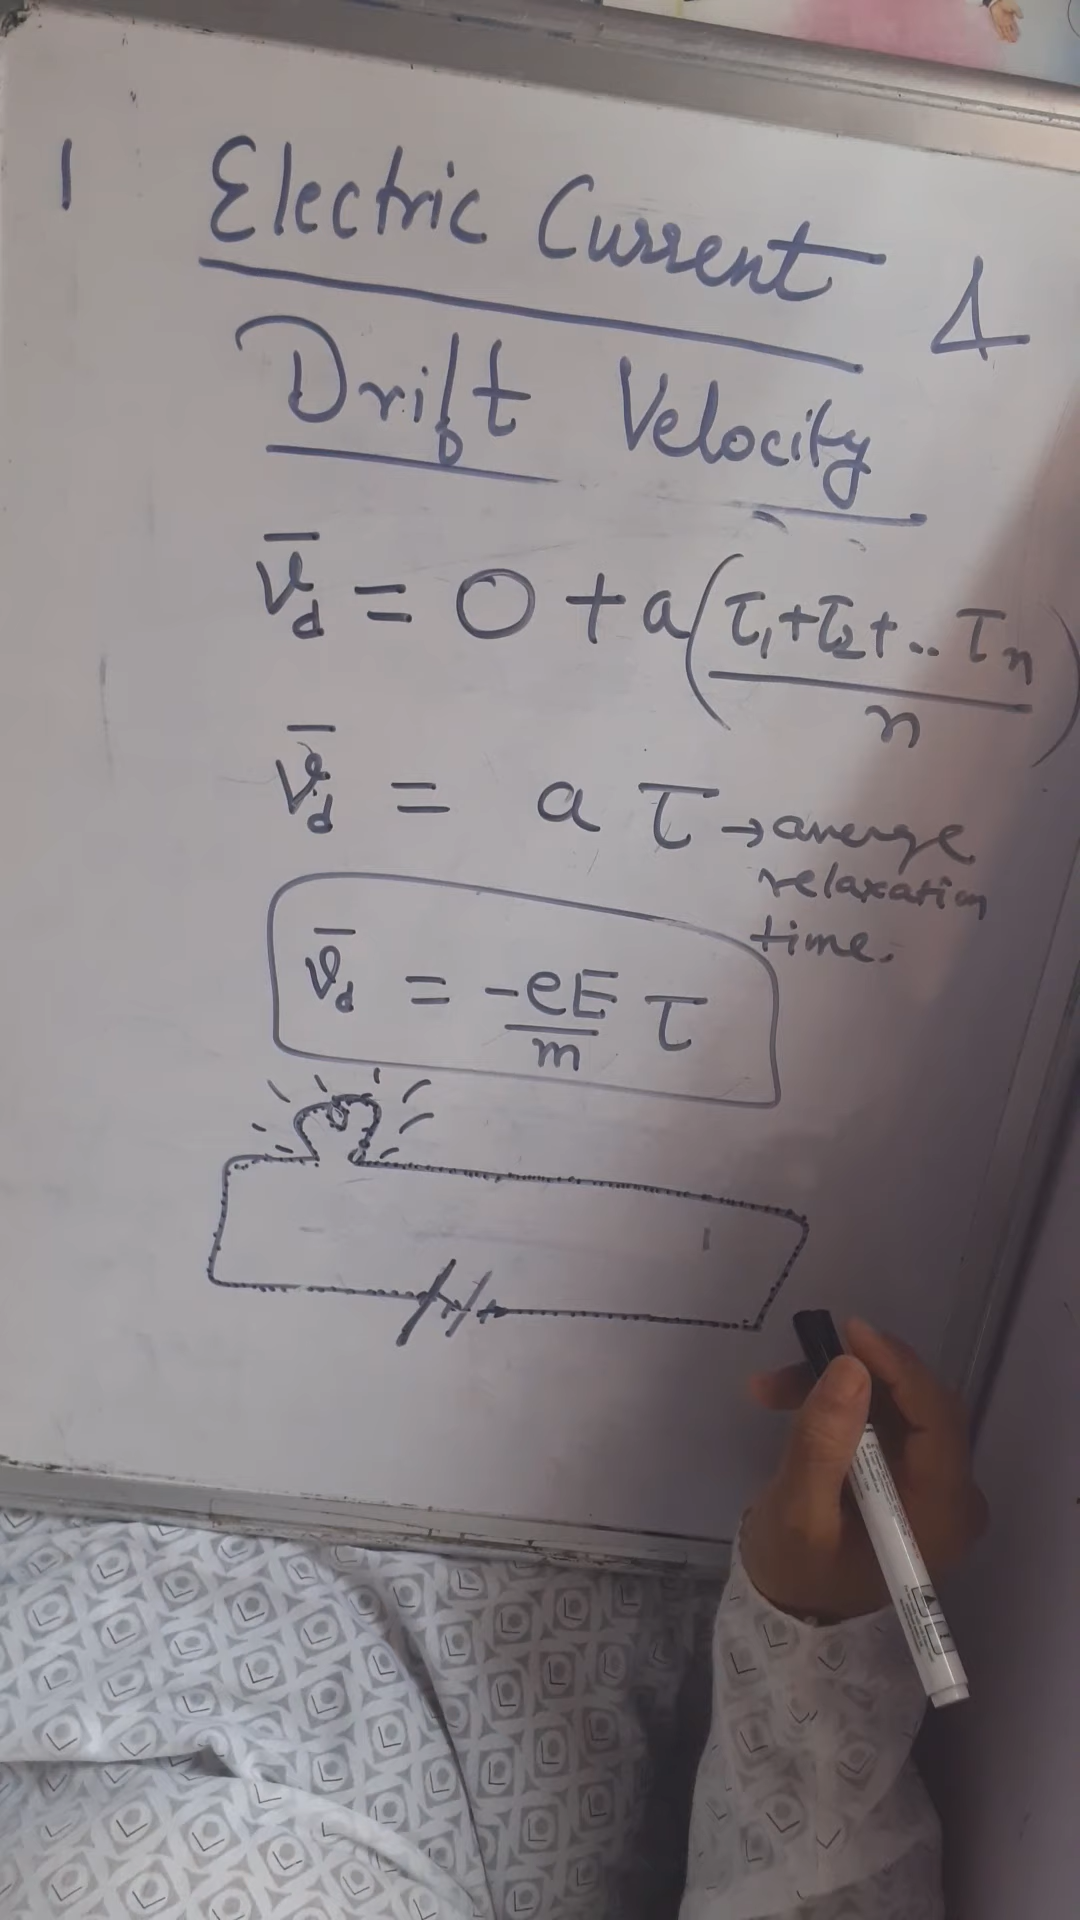 1 Electric Current 4
Drift Velocity
v̅d = 0 + a(τ1+τ2+.. τn / n)
v̅d = a τ → average
relaxation
time.
v̅d = -eE/m τ